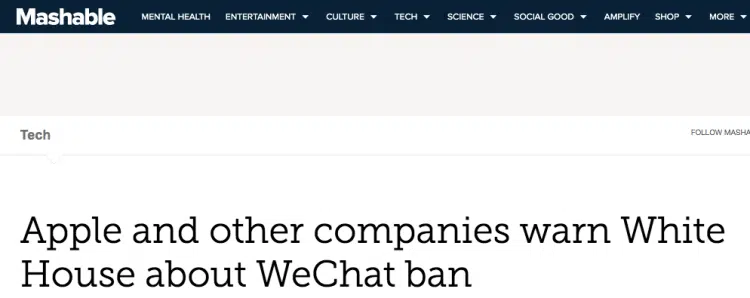 Mashable MENTAL HEALTH ENTERTAINMENT CULTURE TECH SCIENCE SOCIAL GOOD AMPLIFY SHOP MORE
Tech FOLLOW MASHA
Apple and other companies warn White
House about WeChat ban